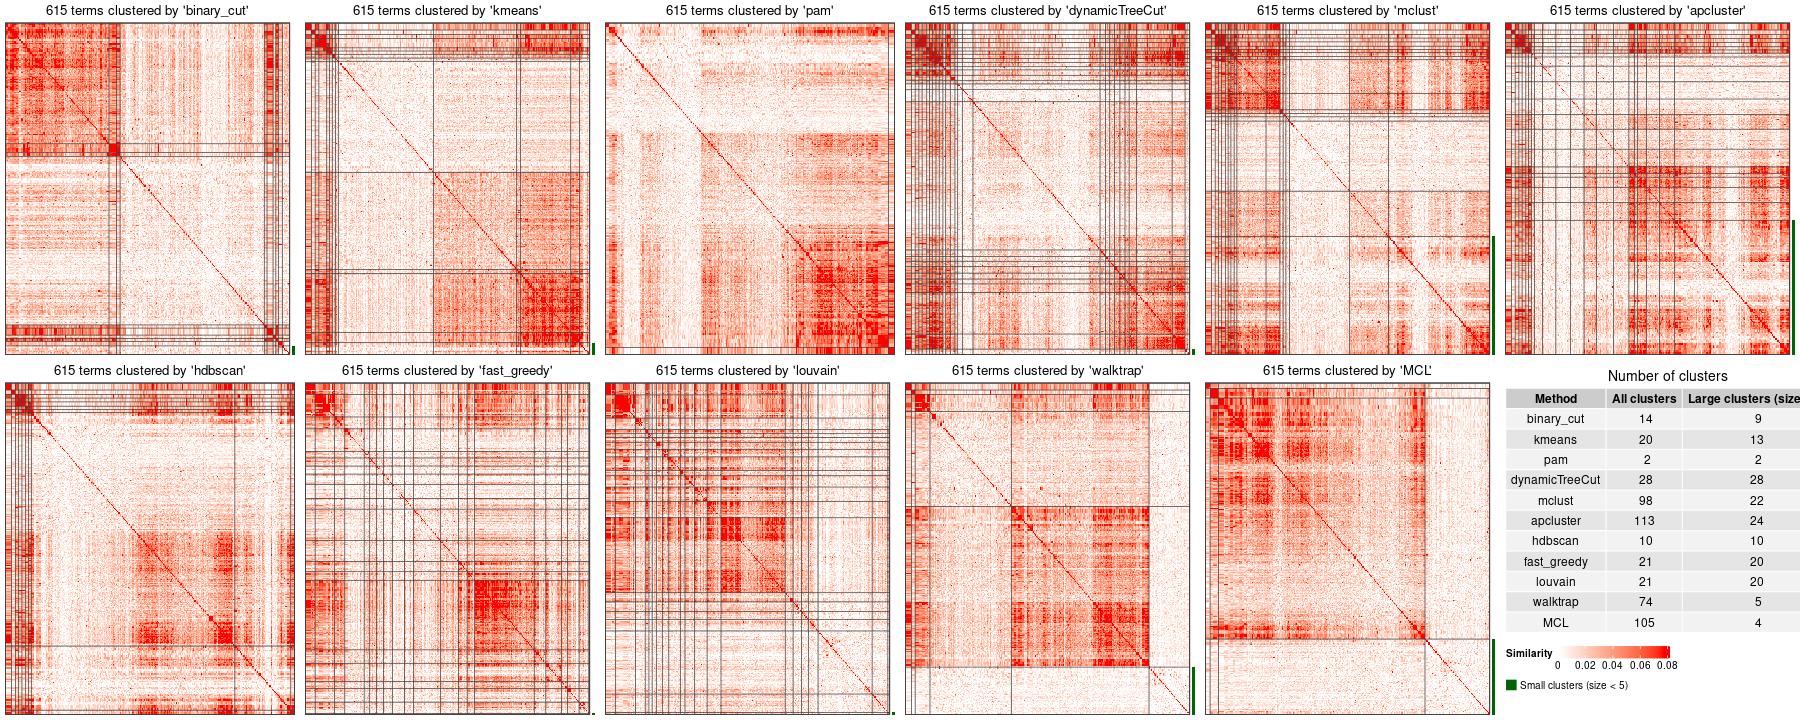 615 terms clustered by 'binary_cut'
615 terms clustered by 'kmeans'
615 terms clustered by 'pam'
615 terms clustered by 'dynamicTreeCut'
615 terms clustered by 'mclust'
615 terms clustered by 'apcluster'
615 terms clustered by 'hdbscan'
615 terms clustered by 'fast_greedy'
615 terms clustered by 'louvain'
615 terms clustered by 'walktrap'
615 terms clustered by 'MCL'
Number of clusters
Method All clusters Large clusters (size
binary_cut 14 9
kmeans 20 13
pam 2 2
dynamicTreeCut 28 28
mclust 98 22
apcluster 113 24
hdbscan 10 10
fast_greedy 21 20
louvain 21 20
walktrap 74 5
MCL 105 4
Similarity
0 0.02 0.04 0.06 0.08
Small clusters (size < 5)